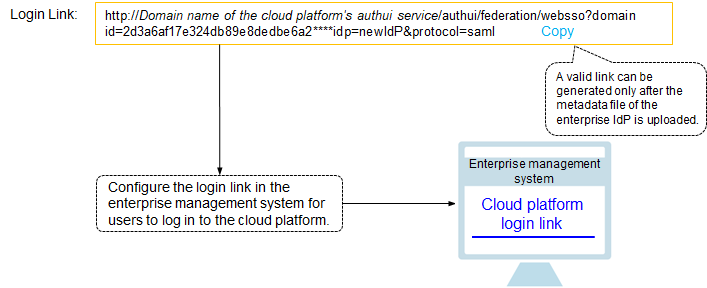 Login Link:
http://Domain name of the cloud platform's authui service/authui/federation/websso?domain
id=2d3a6af17e324db89e8dedbe6a2****idp=newIdP&protocol=saml
Copy
A valid link can be
generated only after the
metadata file of the
enterprise IdP is uploaded.
Configure the login link in the
enterprise management system for
users to log in to the cloud platform.
Enterprise management
system
Cloud platform
login link